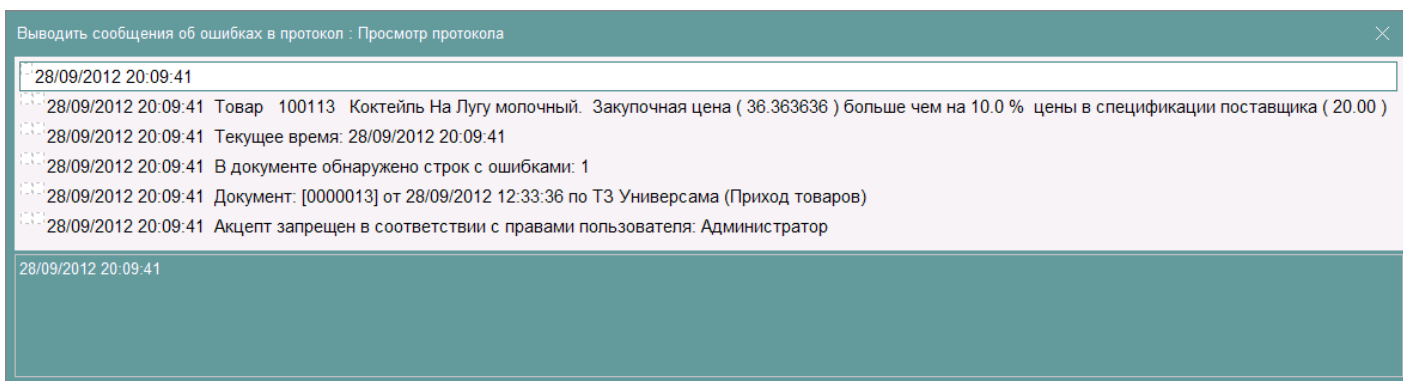 Выводить сообщения об ошибках в протокол : Просмотр протокола
28/09/2012 20:09:41
28/09/2012 20:09:41 Товар 100113 Коктейль На Лугу молочный. Закупочная цена ( 36.363636 ) больше чем на 10.0 % цены в спецификации поставщика ( 20.00 )
28/09/2012 20:09:41 Текущее время: 28/09/2012 20:09:41
28/09/2012 20:09:41 В документе обнаружено строк с ошибками: 1
28/09/2012 20:09:41 Документ: [0000013] от 28/09/2012 12:33:36 по ТЗ Универсама (Приход товаров)
28/09/2012 20:09:41 Акцепт запрещен в соответствии с правами пользователя: Администратор
28/09/2012 20:09:41